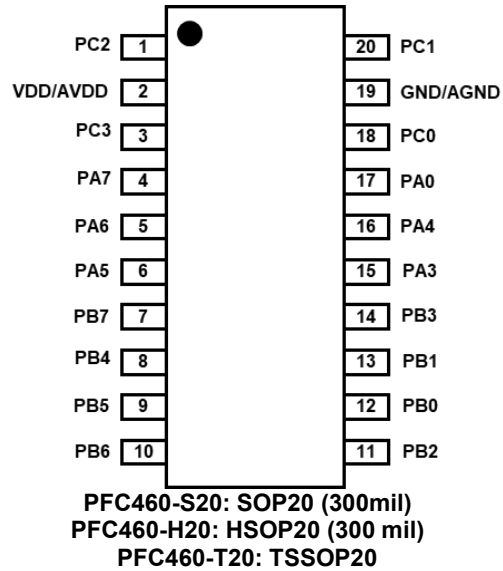 PC2 1 20 PC1
VDD/AVDD 2 19 GND/AGND
PC3 3 18 PC0
PA7 4 17 PA0
PA6 5 16 PA4
PA5 6 15 PA3
PB7 7 14 PB3
PB4 8 13 PB1
PB5 9 12 PB0
PB6 10 11 PB2
PFC460-S20: SOP20 (300mil)
PFC460-H20: HSOP20 (300 mil)
PFC460-T20: TSSOP20